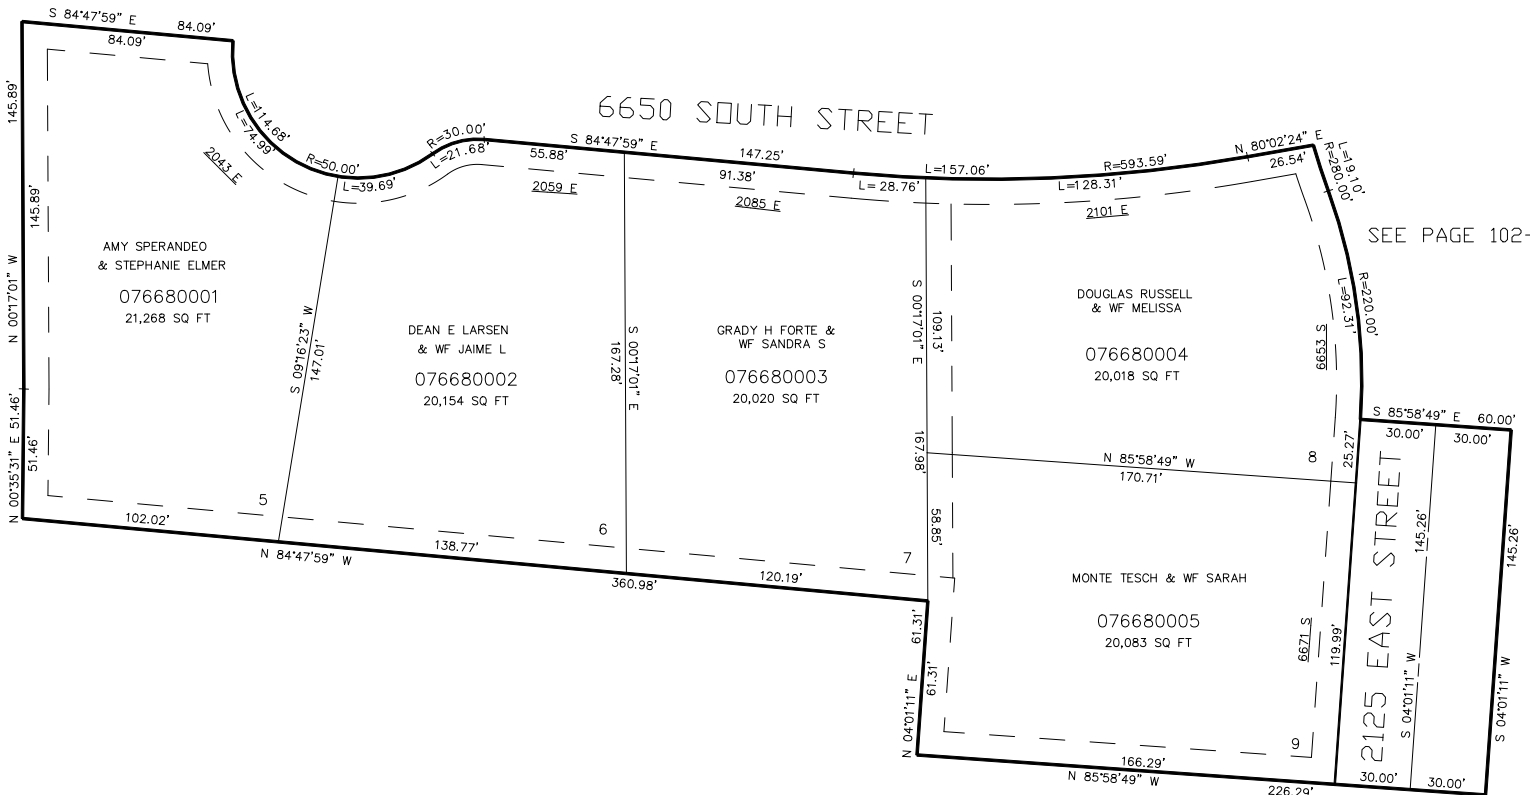 S 84°47'59" E
84.09'
84.09'
145.89'
145.89'
N 00°17'01" W
N 00°35'31" E 51.46'
51.46'
L=114.68'
L=74.99'
2043 E
R=50.00'
L=39.69'
R=30.00'
L=21.68'
6650 SOUTH STREET
S 84°47'59" E
55.88'
147.25'
91.38'
2059 E
2085 E
L=157.06'
L=28.76'
R=593.59'
L=128.31'
2101 E
N 80°02'24" E
26.54'
L=19.10'
R=280.00'
SEE PAGE 102-
R=220.00'
L=92.31'
6653 S
AMY SPERANDEO
& STEPHANIE ELMER
076680001
21,268 SQ FT
S 09°16'23" W
147.01'
DEAN E LARSEN
& WF JAIME L
076680002
20,154 SQ FT
S 00°17'01" E
167.28'
GRADY H FORTE &
WF SANDRA S
076680003
20,020 SQ FT
S 00°17'01" E
109.13'
167.98'
58.85'
DOUGLAS RUSSELL
& WF MELISSA
076680004
20,018 SQ FT
N 85°58'49" W
170.71'
8
25.27'
S 85°58'49" E 60.00'
30.00'
30.00'
5
6
7
102.02'
N 84°47'59" W
138.77'
360.98'
120.19'
MONTE TESCH & WF SARAH
076680005
20,083 SQ FT
61.31'
61.31'
N 04°01'11" E
6671 S
119.99'
2125 EAST STREET
145.26'
S 04°01'11" W
145.26'
S 04°01'11" W
9
166.29'
N 85°58'49" W
226.29'
30.00'
30.00'